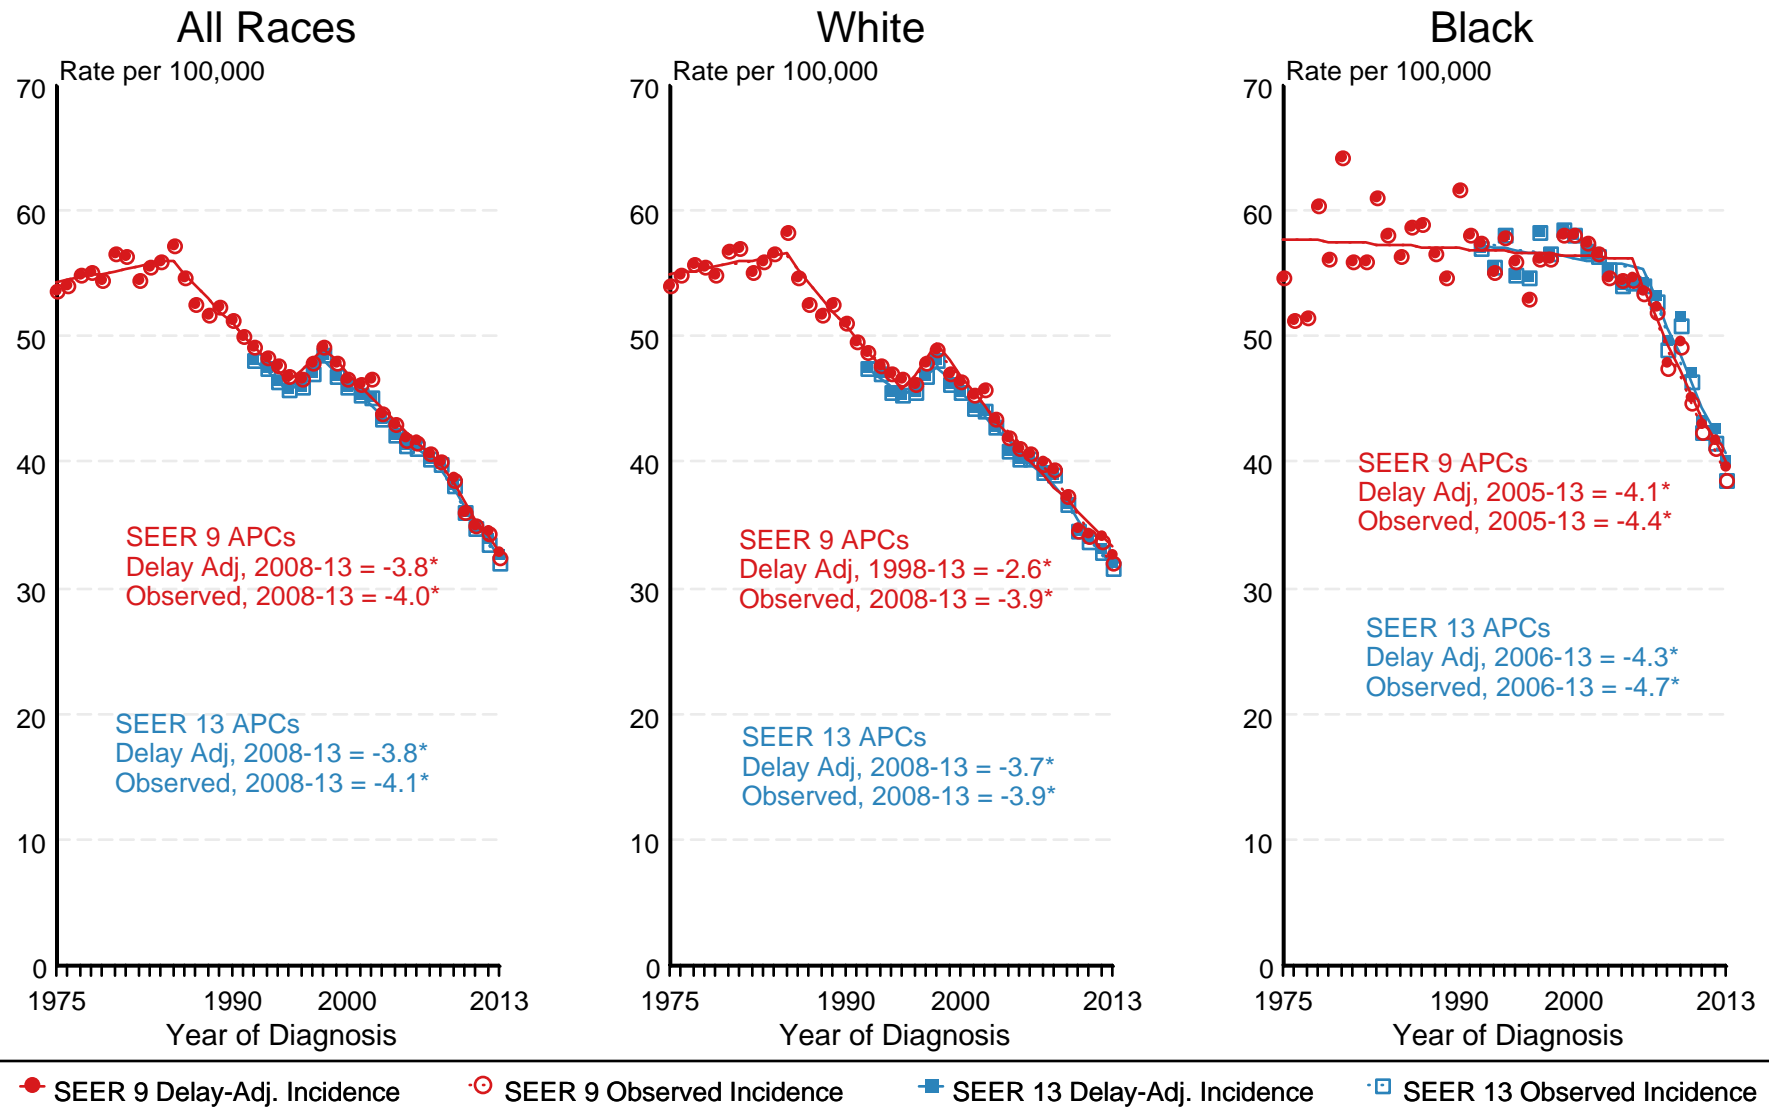 All Races
Rate per 100,000
70
60
50
40
30
20
10
0
1975 1990 2000 2013
Year of Diagnosis
SEER 9 APCs
Delay Adj, 2008-13 = -3.8*
Observed, 2008-13 = -4.0*
SEER 13 APCs
Delay Adj, 2008-13 = -3.8*
Observed, 2008-13 = -4.1*
White
Rate per 100,000
70
60
50
40
30
20
10
0
1975 1990 2000 2013
Year of Diagnosis
SEER 9 APCs
Delay Adj, 1998-13 = -2.6*
Observed, 2008-13 = -3.9*
SEER 13 APCs
Delay Adj, 2008-13 = -3.7*
Observed, 2008-13 = -3.9*
Black
Rate per 100,000
70
60
50
40
30
20
10
0
1975 1990 2000 2013
Year of Diagnosis
SEER 9 APCs
Delay Adj, 2005-13 = -4.1*
Observed, 2005-13 = -4.4*
SEER 13 APCs
Delay Adj, 2006-13 = -4.3*
Observed, 2006-13 = -4.7*
SEER 9 Delay-Adj. Incidence SEER 9 Observed Incidence SEER 13 Delay-Adj. Incidence SEER 13 Observed Incidence